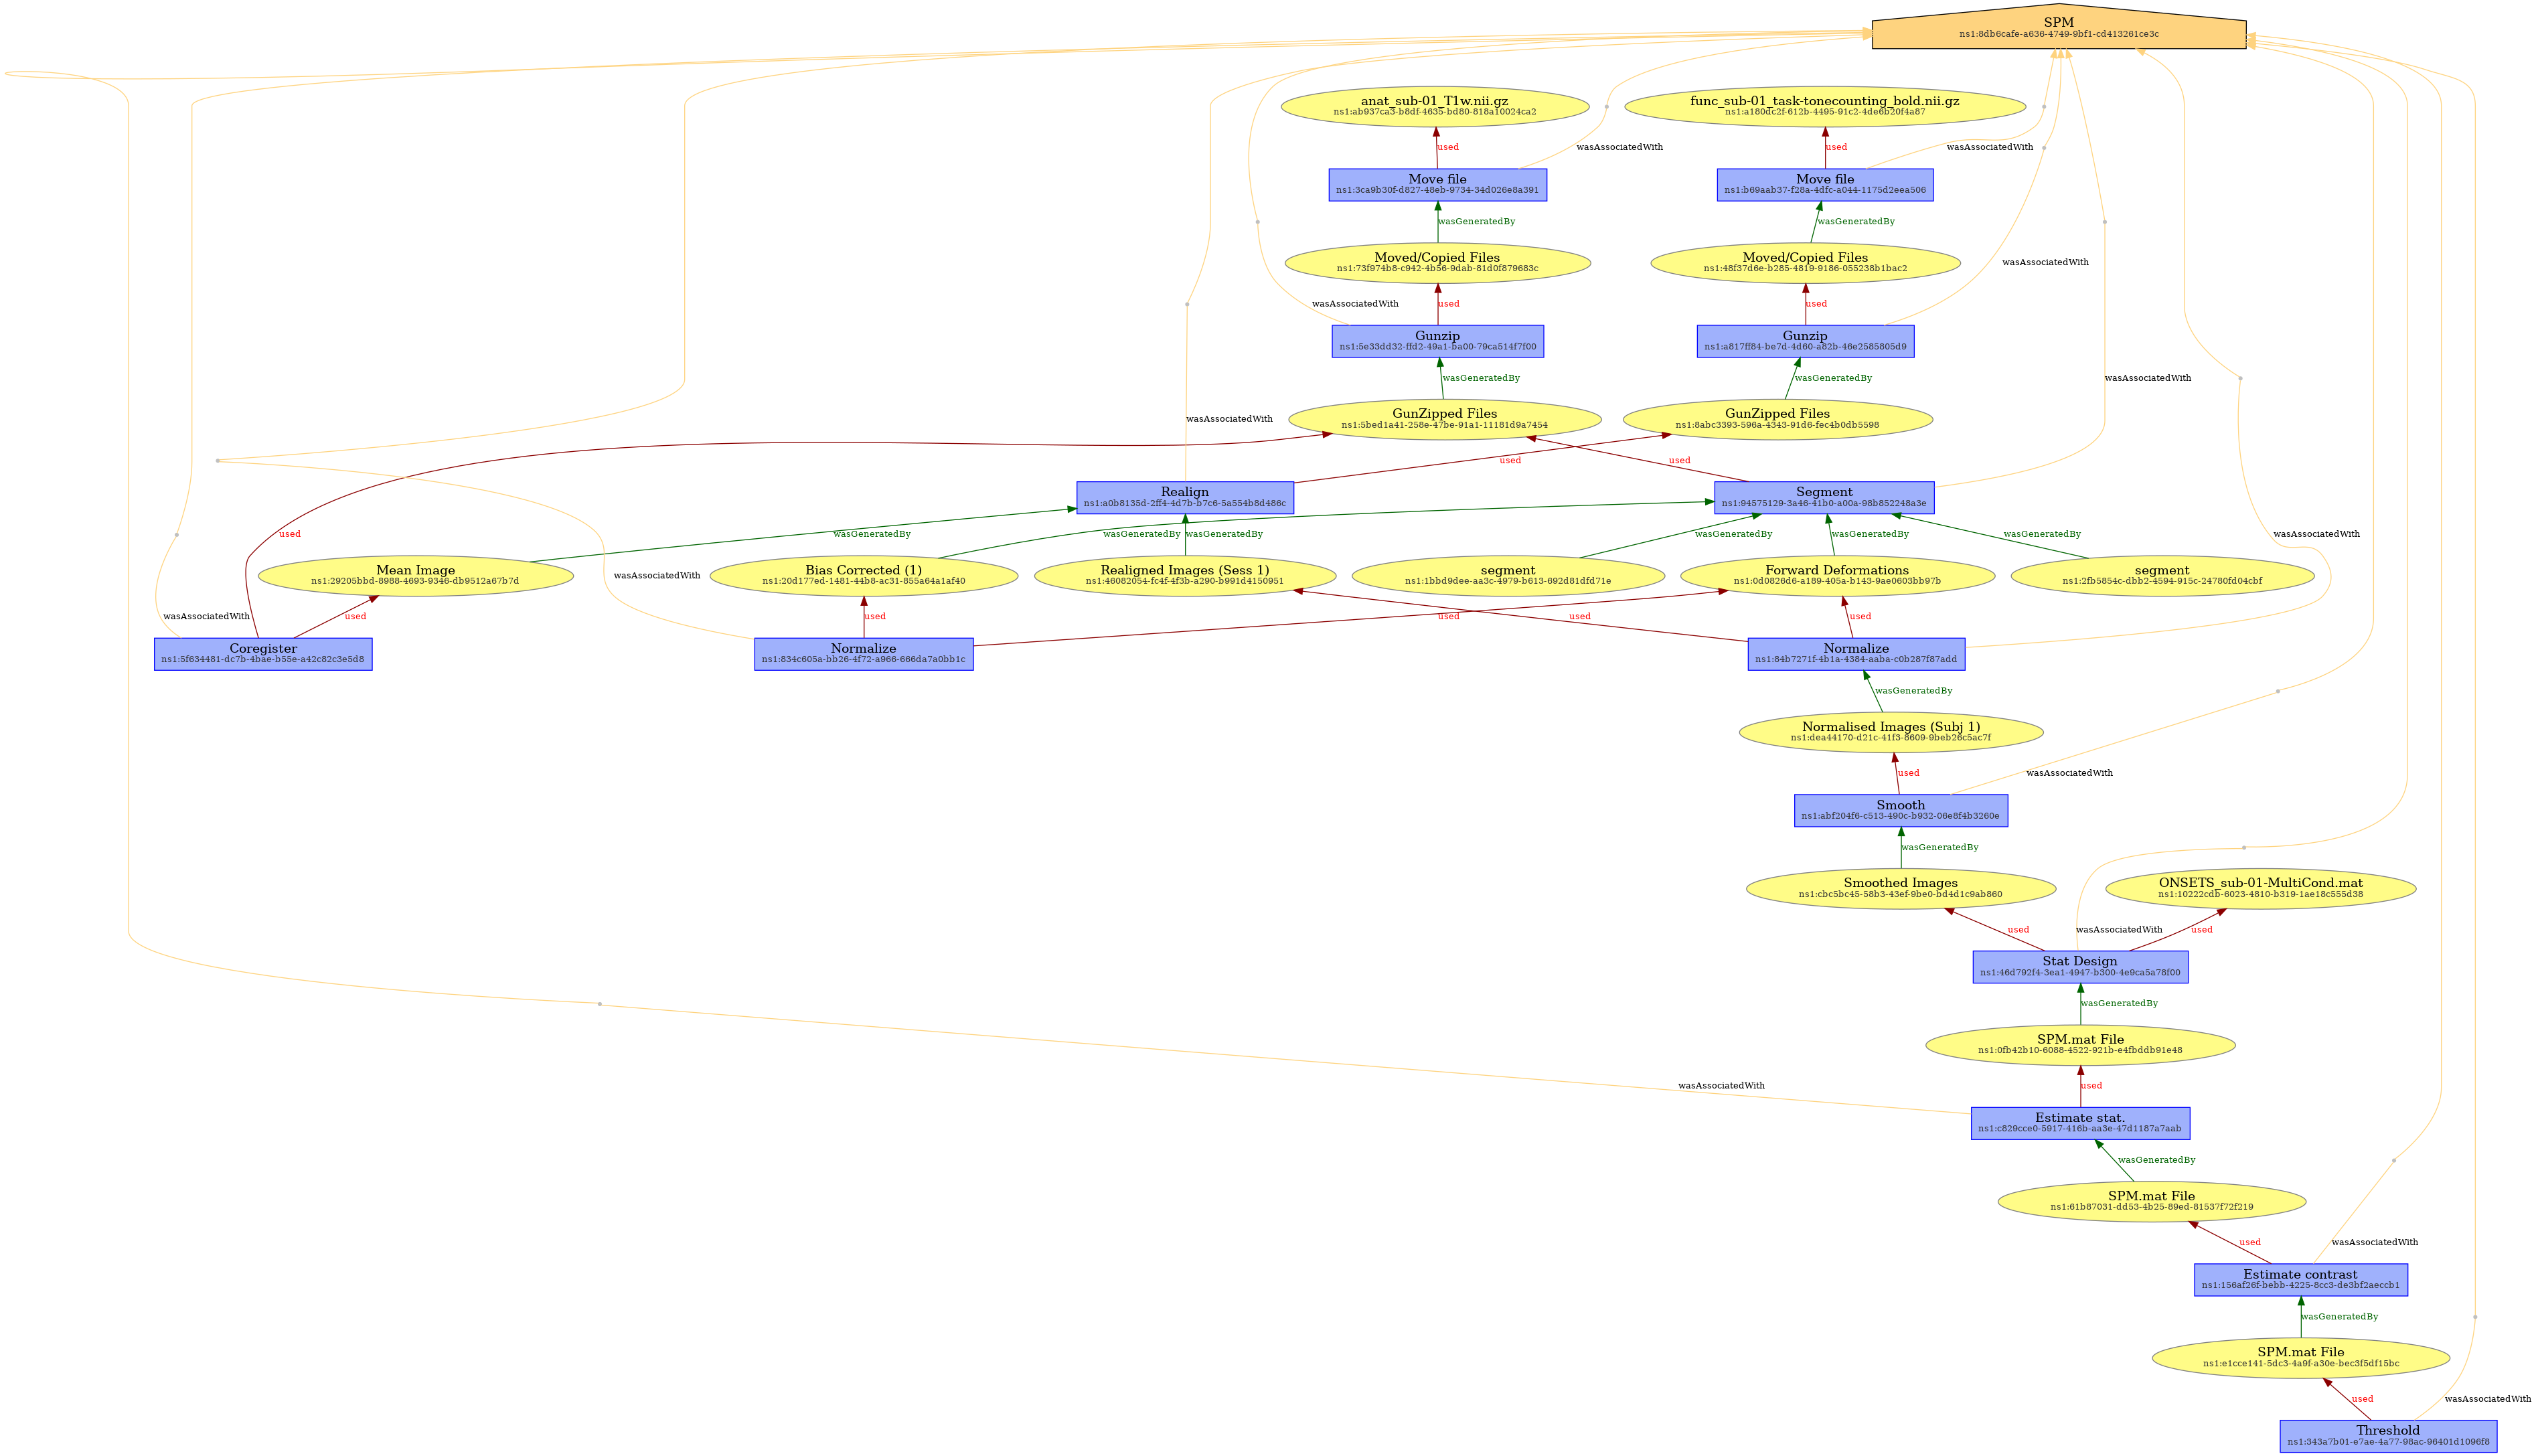 SPM
ns1:8db6cafe-a636-4749-9bf1-cd413261ce3c
anat_sub-01_T1w.nii.gz
ns1:ab937ca3-b8df-4635-bd80-818a10024ca2
func_sub-01_task-tonecounting_bold.nii.gz
ns1:a180dc2f-612b-4495-91c2-4de6b20f4a87
used
wasAssociatedWith
used
wasAssociatedWith
Move file
ns1:3ca9b30f-d827-48eb-9734-34d026e8a391
Move file
ns1:b69aab37-f28a-4dfc-a044-1175d2eea506
wasGeneratedBy
wasGeneratedBy
Moved/Copied Files
ns1:73f974b8-c942-4b56-9dab-81d0f879683c
Moved/Copied Files
ns1:48f37d6e-b285-4819-9186-055238b1bac2
wasAssociatedWith
wasAssociatedWith
used
used
Gunzip
ns1:5e33dd32-ffd2-49a1-ba00-79ca514f7f00
Gunzip
ns1:a817ff84-be7d-4d60-a82b-46e2585805d9
wasGeneratedBy
wasGeneratedBy
wasAssociatedWith
GunZipped Files
ns1:5bed1a41-258e-47be-91a1-11181d9a7454
GunZipped Files
ns1:8abc3393-596a-4343-91d6-fec4b0db5598
wasAssociatedWith
used
used
Realign
ns1:a0b8135d-2ff4-4d7b-b7c6-5a554b8d486c
Segment
ns1:94575129-3a46-41b0-a00a-98b852248a3e
used
wasGeneratedBy
wasGeneratedBy
wasGeneratedBy
wasGeneratedBy
wasGeneratedBy
wasGeneratedBy
wasAssociatedWith
Mean Image
ns1:29205bbd-8988-4693-9346-db9512a67b7d
wasAssociatedWith
Bias Corrected (1)
ns1:20d177ed-1481-44b8-ac31-855a64a1af40
Realigned Images (Sess 1)
ns1:46082054-fc4f-4f3b-a290-b991d4150951
segment
ns1:1bbd9dee-aa3c-4979-b613-692d81dfd71e
Forward Deformations
ns1:0d0826d6-a189-405a-b143-9ae0603bb97b
segment
ns1:2fb5854c-dbb2-4594-915c-24780fd04cbf
wasAssociatedWith
used
used
used
used
used
Coregister
ns1:5f634481-dc7b-4bae-b55e-a42c82c3e5d8
Normalize
ns1:834c605a-bb26-4f72-a966-666da7a0bb1c
Normalize
ns1:84b7271f-4b1a-4384-aaba-c0b287f87add
wasGeneratedBy
Normalised Images (Subj 1)
ns1:dea44170-d21c-41f3-8609-9beb26c5ac7f
used
wasAssociatedWith
Smooth
ns1:abf204f6-c513-490c-b932-06e8f4b3260e
wasGeneratedBy
Smoothed Images
ns1:cbc5bc45-58b3-43ef-9be0-bd4d1c9ab860
ONSETS_sub-01-MultiCond.mat
ns1:10222cdb-6023-4810-b319-1ae18c555d38
used
wasAssociatedWith
used
Stat Design
ns1:46d792f4-3ea1-4947-b300-4e9ca5a78f00
wasGeneratedBy
SPM.mat File
ns1:0fb42b10-6088-4522-921b-e4fbddb91e48
wasAssociatedWith
used
Estimate stat.
ns1:c829cce0-5917-416b-aa3e-47d1187a7aab
wasGeneratedBy
SPM.mat File
ns1:61b87031-dd53-4b25-89ed-81537f72f219
used
wasAssociatedWith
Estimate contrast
ns1:156af26f-bebb-4225-8cc3-de3bf2aeccb1
wasGeneratedBy
SPM.mat File
ns1:e1cce141-5dc3-4a9f-a30e-bec3f5df15bc
used
wasAssociatedWith
Threshold
ns1:343a7b01-e7ae-4a77-98ac-96401d1096f8